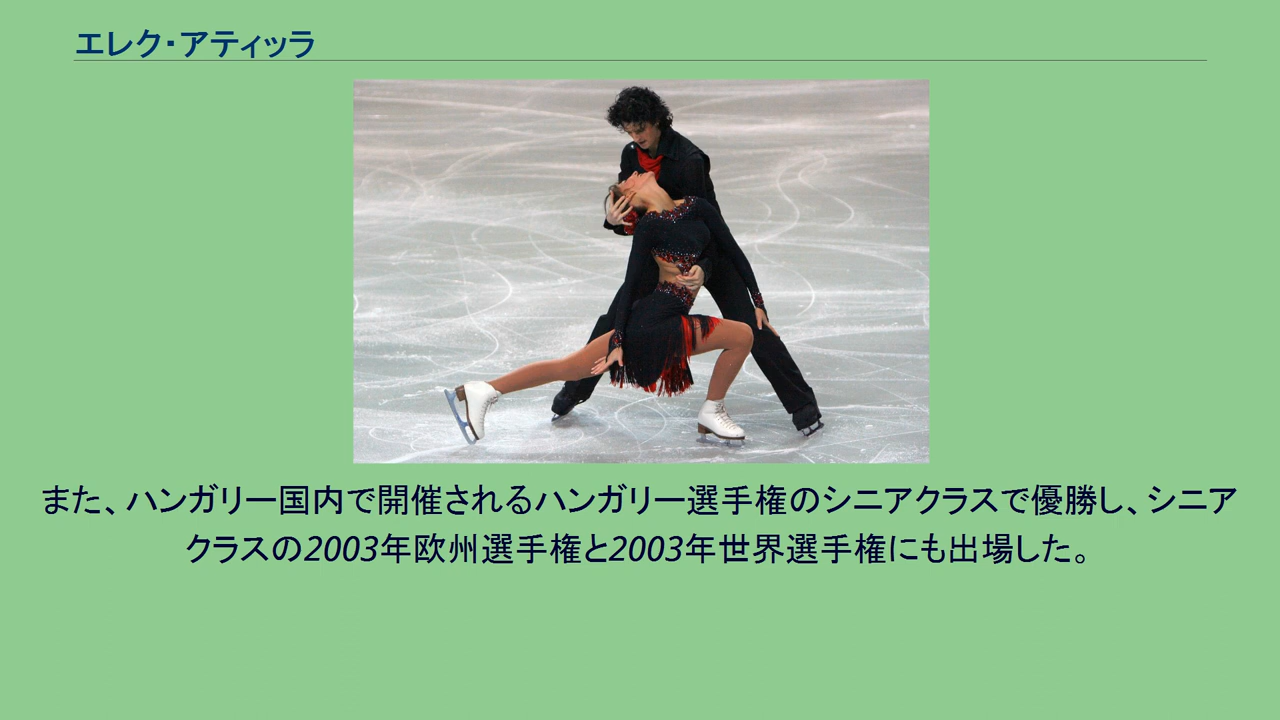 エレク・アティッラ
また、ハンガリー国内で開催されるハンガリー選手権のシニアクラスで優勝し、シニア
クラスの2003年欧州選手権と2003年世界選手権にも出場した。